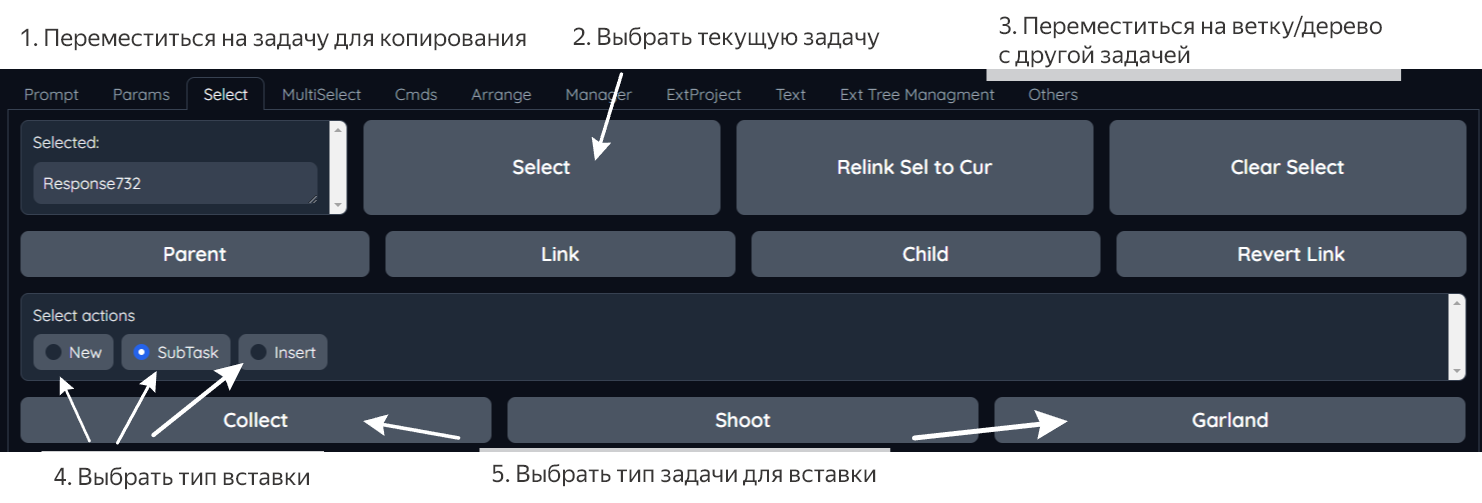 1. Переместиться на задачу для копирования
2. Выбрать текущую задачу
3. Переместиться на ветку/дерево
с другой задачей
Prompt Params Select MultiSelect Cmds Arrange Manager ExtProject Text Ext Tree Managment Others
Selected:
Response732
Select Relink Sel to Cur Clear Select
Parent Link Child Revert Link
Select actions
New SubTask Insert
Collect Shoot Garland
4. Выбрать тип вставки
5. Выбрать тип задачи для вставки